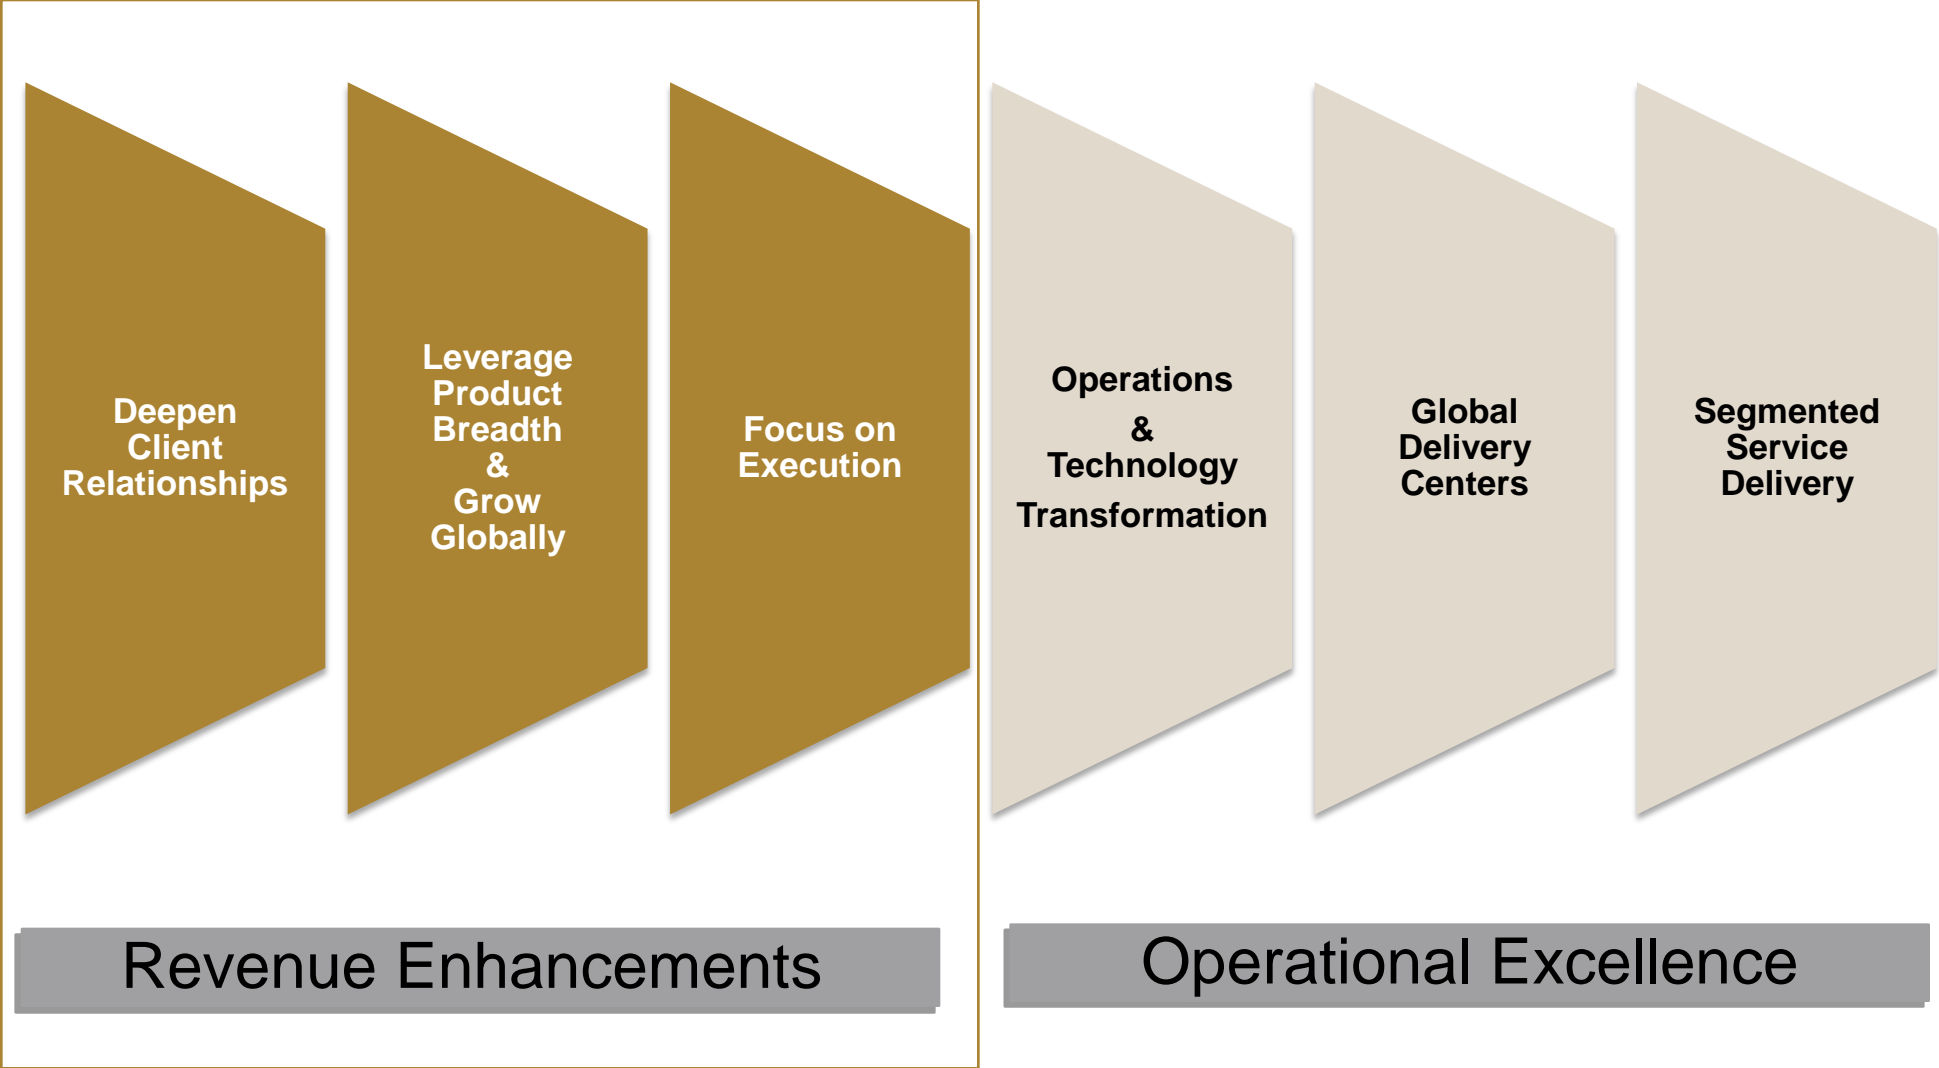 Deepen
Client
Relationships
Leverage
Product
Breadth
&
Grow
Globally
Focus on
Execution
Operations
&
Technology
Transformation
Global
Delivery
Centers
Segmented
Service
Delivery
Revenue Enhancements
Operational Excellence